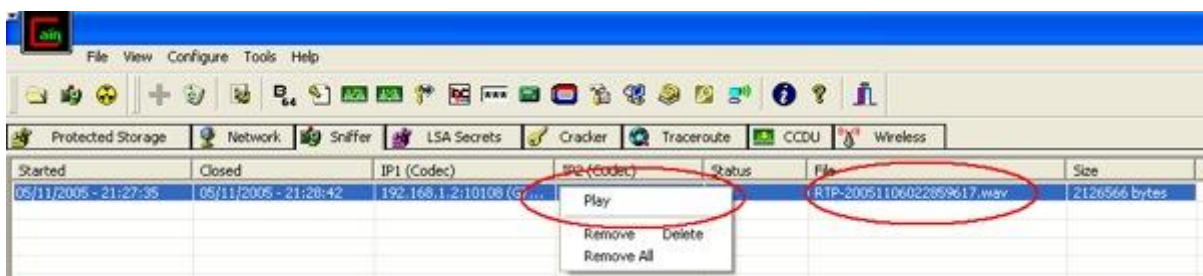 ain
File View Configure Tools Help
B 64
Protected Storage Network Sniffer LSA Secrets Cracker Traceroute CCDU Wireless
Started Closed IP1 (Codec) IP2 (Codec) Status File Size
05/11/2005 - 21:27:35 05/11/2005 - 21:28:42 192.168.1.2:10108 (G... RTP-20051106022859617.wav 2126566 bytes
Play
Remove Delete
Remove All